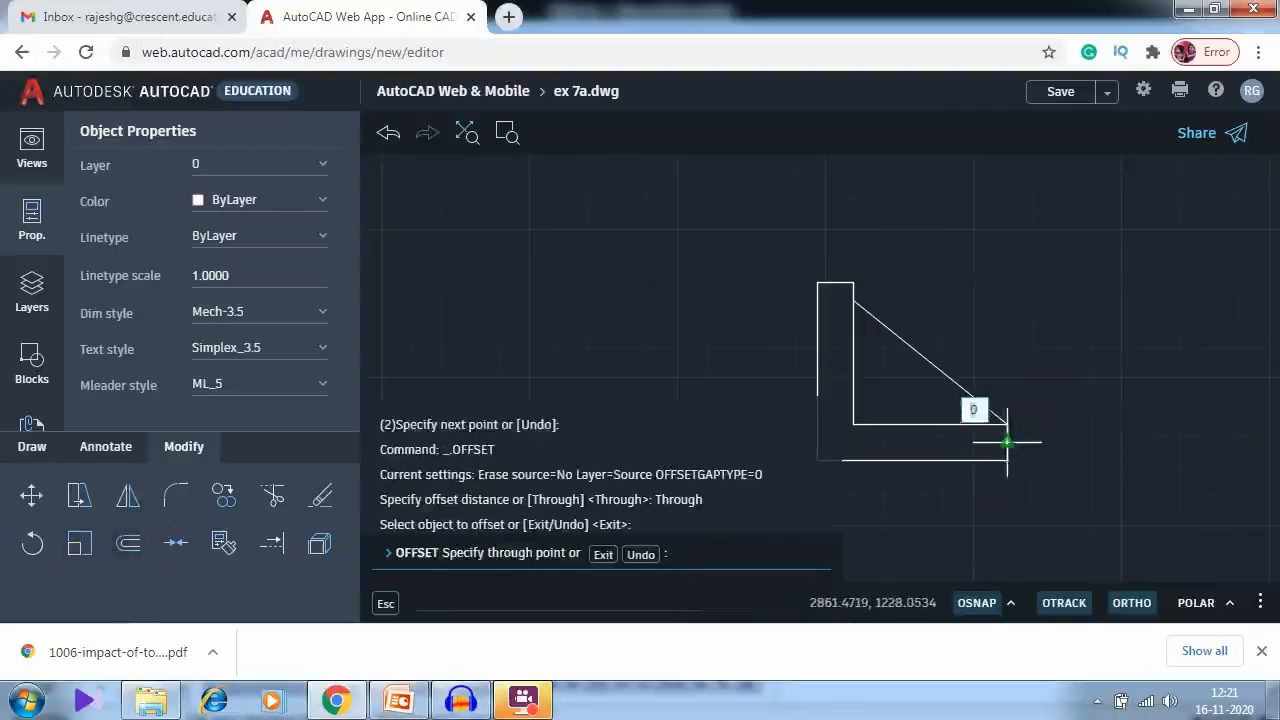 Inbox - rajeshg@crescent.educat
AutoCAD Web App - Online CAD
web.autocad.com/acad/me/drawings/new/editor
Error
AUTODESK AUTOCAD EDUCATION
AutoCAD Web & Mobile > ex 7a.dwg
Save
RG
Views
Object Properties
Share
Layer 0
Color ByLayer
Prop.
Linetype ByLayer
Linetype scale 1.0000
Layers
Dim style Mech-3.5
Text style Simplex_3.5
Blocks
Mleader style ML_5
0
(2)Specify next point or [Undo]:
Draw Annotate Modify
Command: _.OFFSET
Current settings: Erase source=No Layer=Source OFFSETGAPTYPE=0
Specify offset distance or [Through] <Through>: Through
Select object to offset or [Exit/Undo] <Exit>:
> OFFSET Specify through point or Exit Undo :
Esc
2861.4719, 1228.0534
OSNAP OTRACK ORTHO POLAR
1006-impact-of-to....pdf
Show all
12:21
16-11-2020